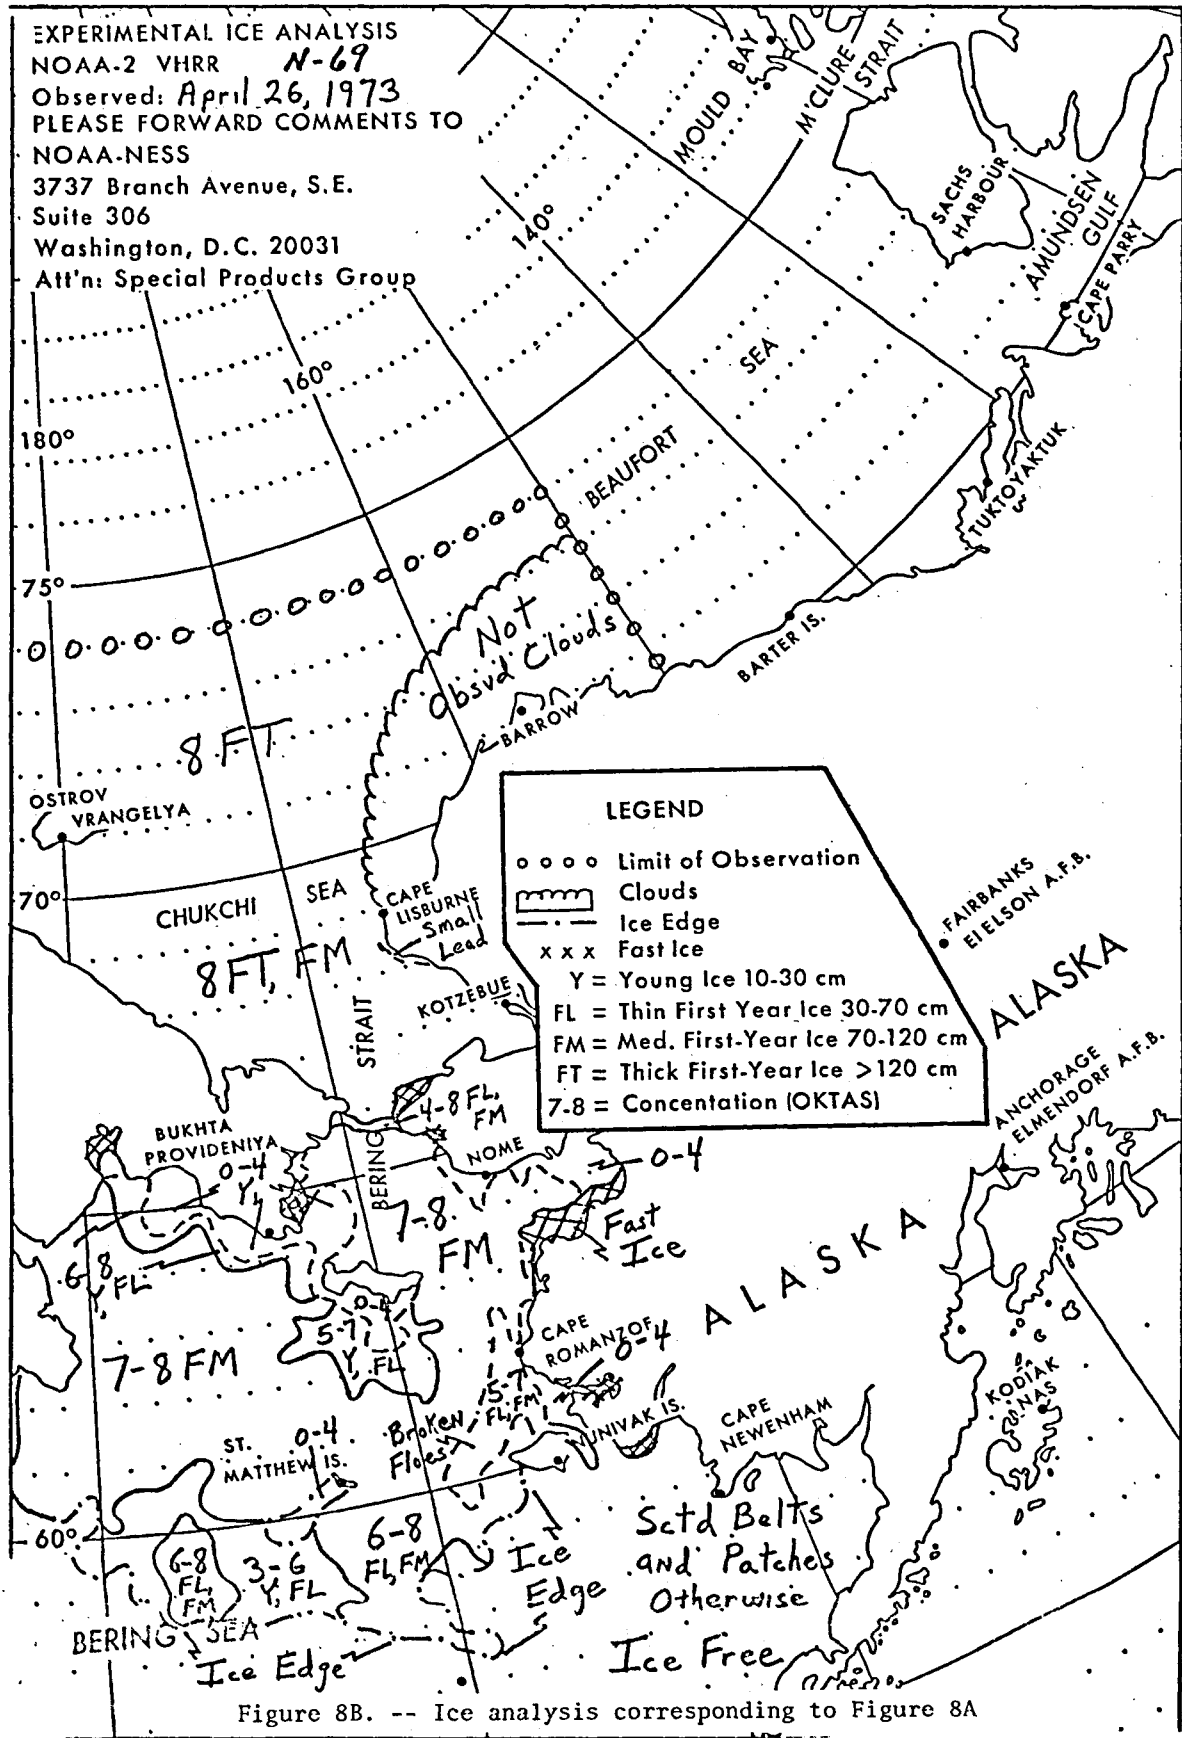 EXPERIMENTAL ICE ANALYSIS
NOAA-2 VHRR N-69
Observed: April 26, 1973
PLEASE FORWARD COMMENTS TO
NOAA-NESS
3737 Branch Avenue, S.E.
Suite 306
Washington, D.C. 20031
Att'n: Special Products Group
MOULD BAY
M'CLURE STRAIT
SACHS HARBOUR
AMUNDSEN GULF
CAPE PARRY
140°
160°
180°
SEA
BEAUFORT
TUKTOYAKTUK
75°
Not
Obsvd Clouds
BARTER IS.
BARROW
8 FT
OSTROV
VRANGELYA
LEGEND
o o o o Limit of Observation
Clouds
Ice Edge
x x x Fast Ice
Y = Young Ice 10-30 cm
FL = Thin First Year Ice 30-70 cm
FM = Med. First-Year Ice 70-120 cm
FT = Thick First-Year Ice >120 cm
7-8 = Concentation (OKTAS)
70°
CHUKCHI SEA
CAPE
LISBURNE
Small
Lead
8 FT, FM
KOTZEBUE
FAIRBANKS
EIELSON A.F.B.
ALASKA
ANCHORAGE
ELMENDORF A.F.B.
BERING STRAIT
4-8 FL,
FM
BUKHTA
PROVIDENIYA
0-4
Y,
NOME
0-4
7-8
FM
Fast
Ice
6-8
Y, FL
ALASKA
0-4
5-7
Y, FL
7-8 FM
CAPE
ROMANZOF
0-4
5-7
FL, FM
Broken
Floes
NUNIVAK IS.
CAPE
NEWENHAM
KODIAK
NAS
ST.
MATTHEW IS.
0-4
60°
6-8
FL,
FM
3-6
Y, FL
6-8
FL, FM
Ice
Edge
Sctd Belts
and Patches
Otherwise
Ice Free
BERING SEA
Ice Edge
Figure 8B. -- Ice analysis corresponding to Figure 8A